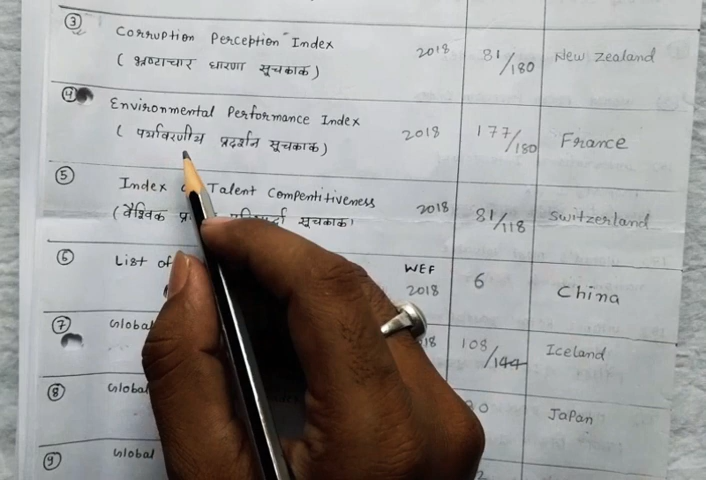 ③ Corruption Perception Index 2018 81/180 New Zealand
( भ्रष्टाचार धारणा सूचकाक )
④ Environmental Performance Index 2018 177/180 France
( पर्यावरणीय प्रदर्शन सूचकाक )
⑤ Index Talent Compentitiveness 2018 81/118 Switzerland
( वैश्विक सूचकाक )
⑥ List of WEF 2018 6 China
⑦ Global 18 108/144 Iceland
⑧ Global Japan
⑨ Global